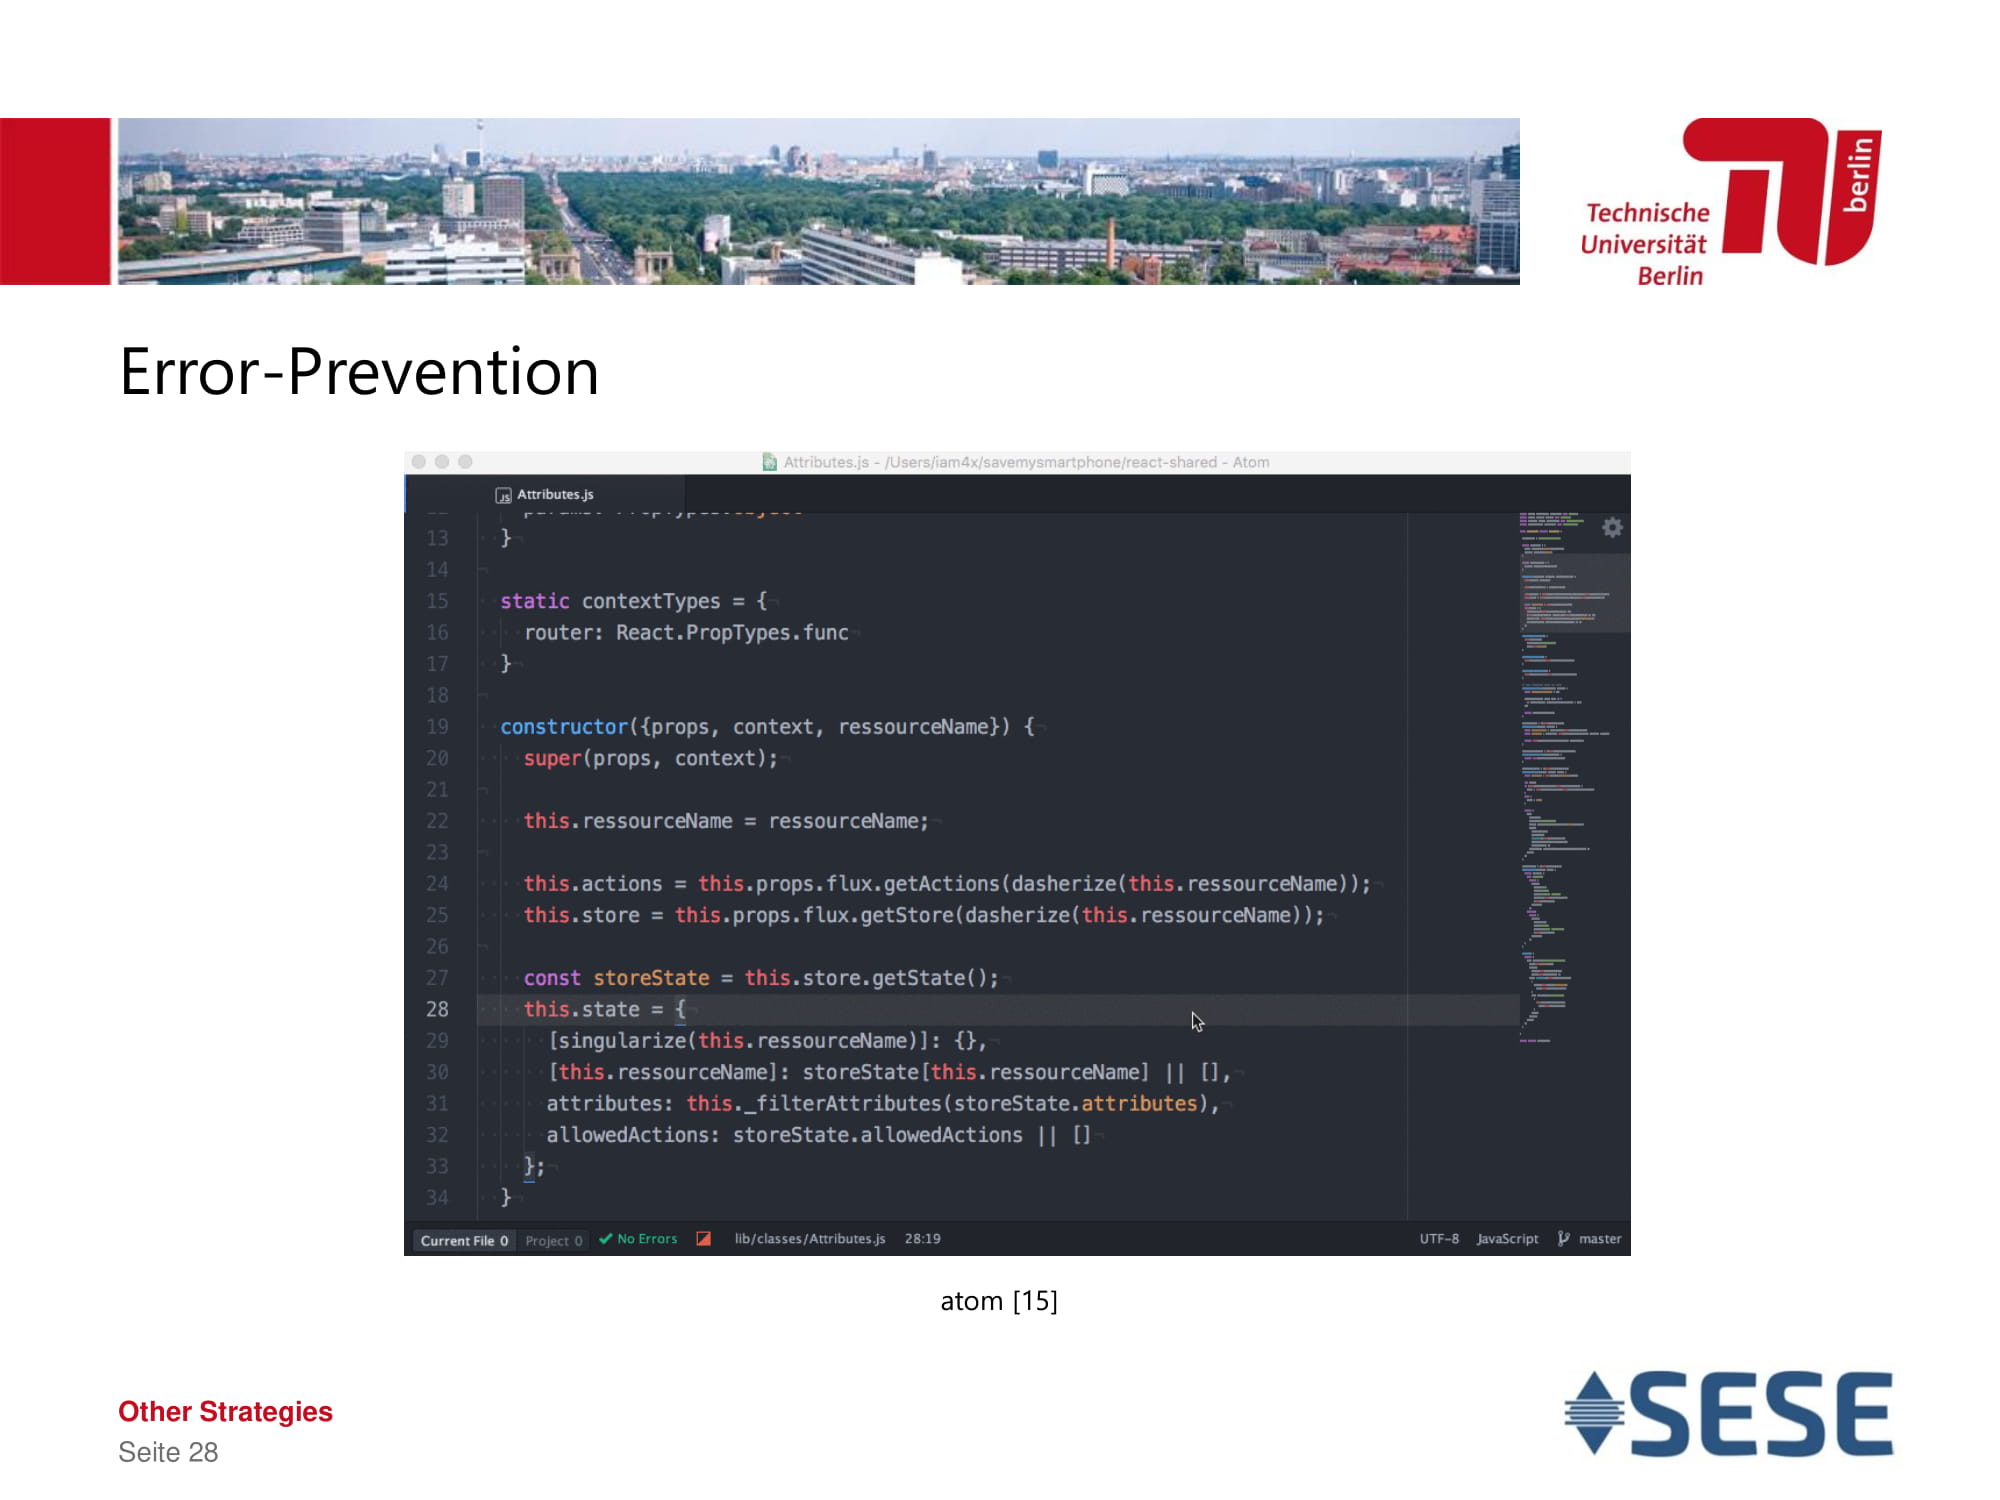 Technische
Universität
Berlin
berlin
Error-Prevention
Attributes.js - /Users/iam4x/savemysmartphone/react-shared - Atom
JS Attributes.js
13 }
14
15 static contextTypes = {
16 router: React.PropTypes.func
17 }
18
19 constructor({props, context, ressourceName}) {
20 super(props, context);
21
22 this.ressourceName = ressourceName;
23
24 this.actions = this.props.flux.getActions(dasherize(this.ressourceName));
25 this.store = this.props.flux.getStore(dasherize(this.ressourceName));
26
27 const storeState = this.store.getState();
28 this.state = {
29 [singularize(this.ressourceName)]: {},
30 [this.ressourceName]: storeState[this.ressourceName] || [],
31 attributes: this._filterAttributes(storeState.attributes),
32 allowedActions: storeState.allowedActions || []
33 };
34 }
Current File 0 Project 0 No Errors lib/classes/Attributes.js 28:19 UTF-8 JavaScript master
atom [15]
Other Strategies
Seite 28
SESE